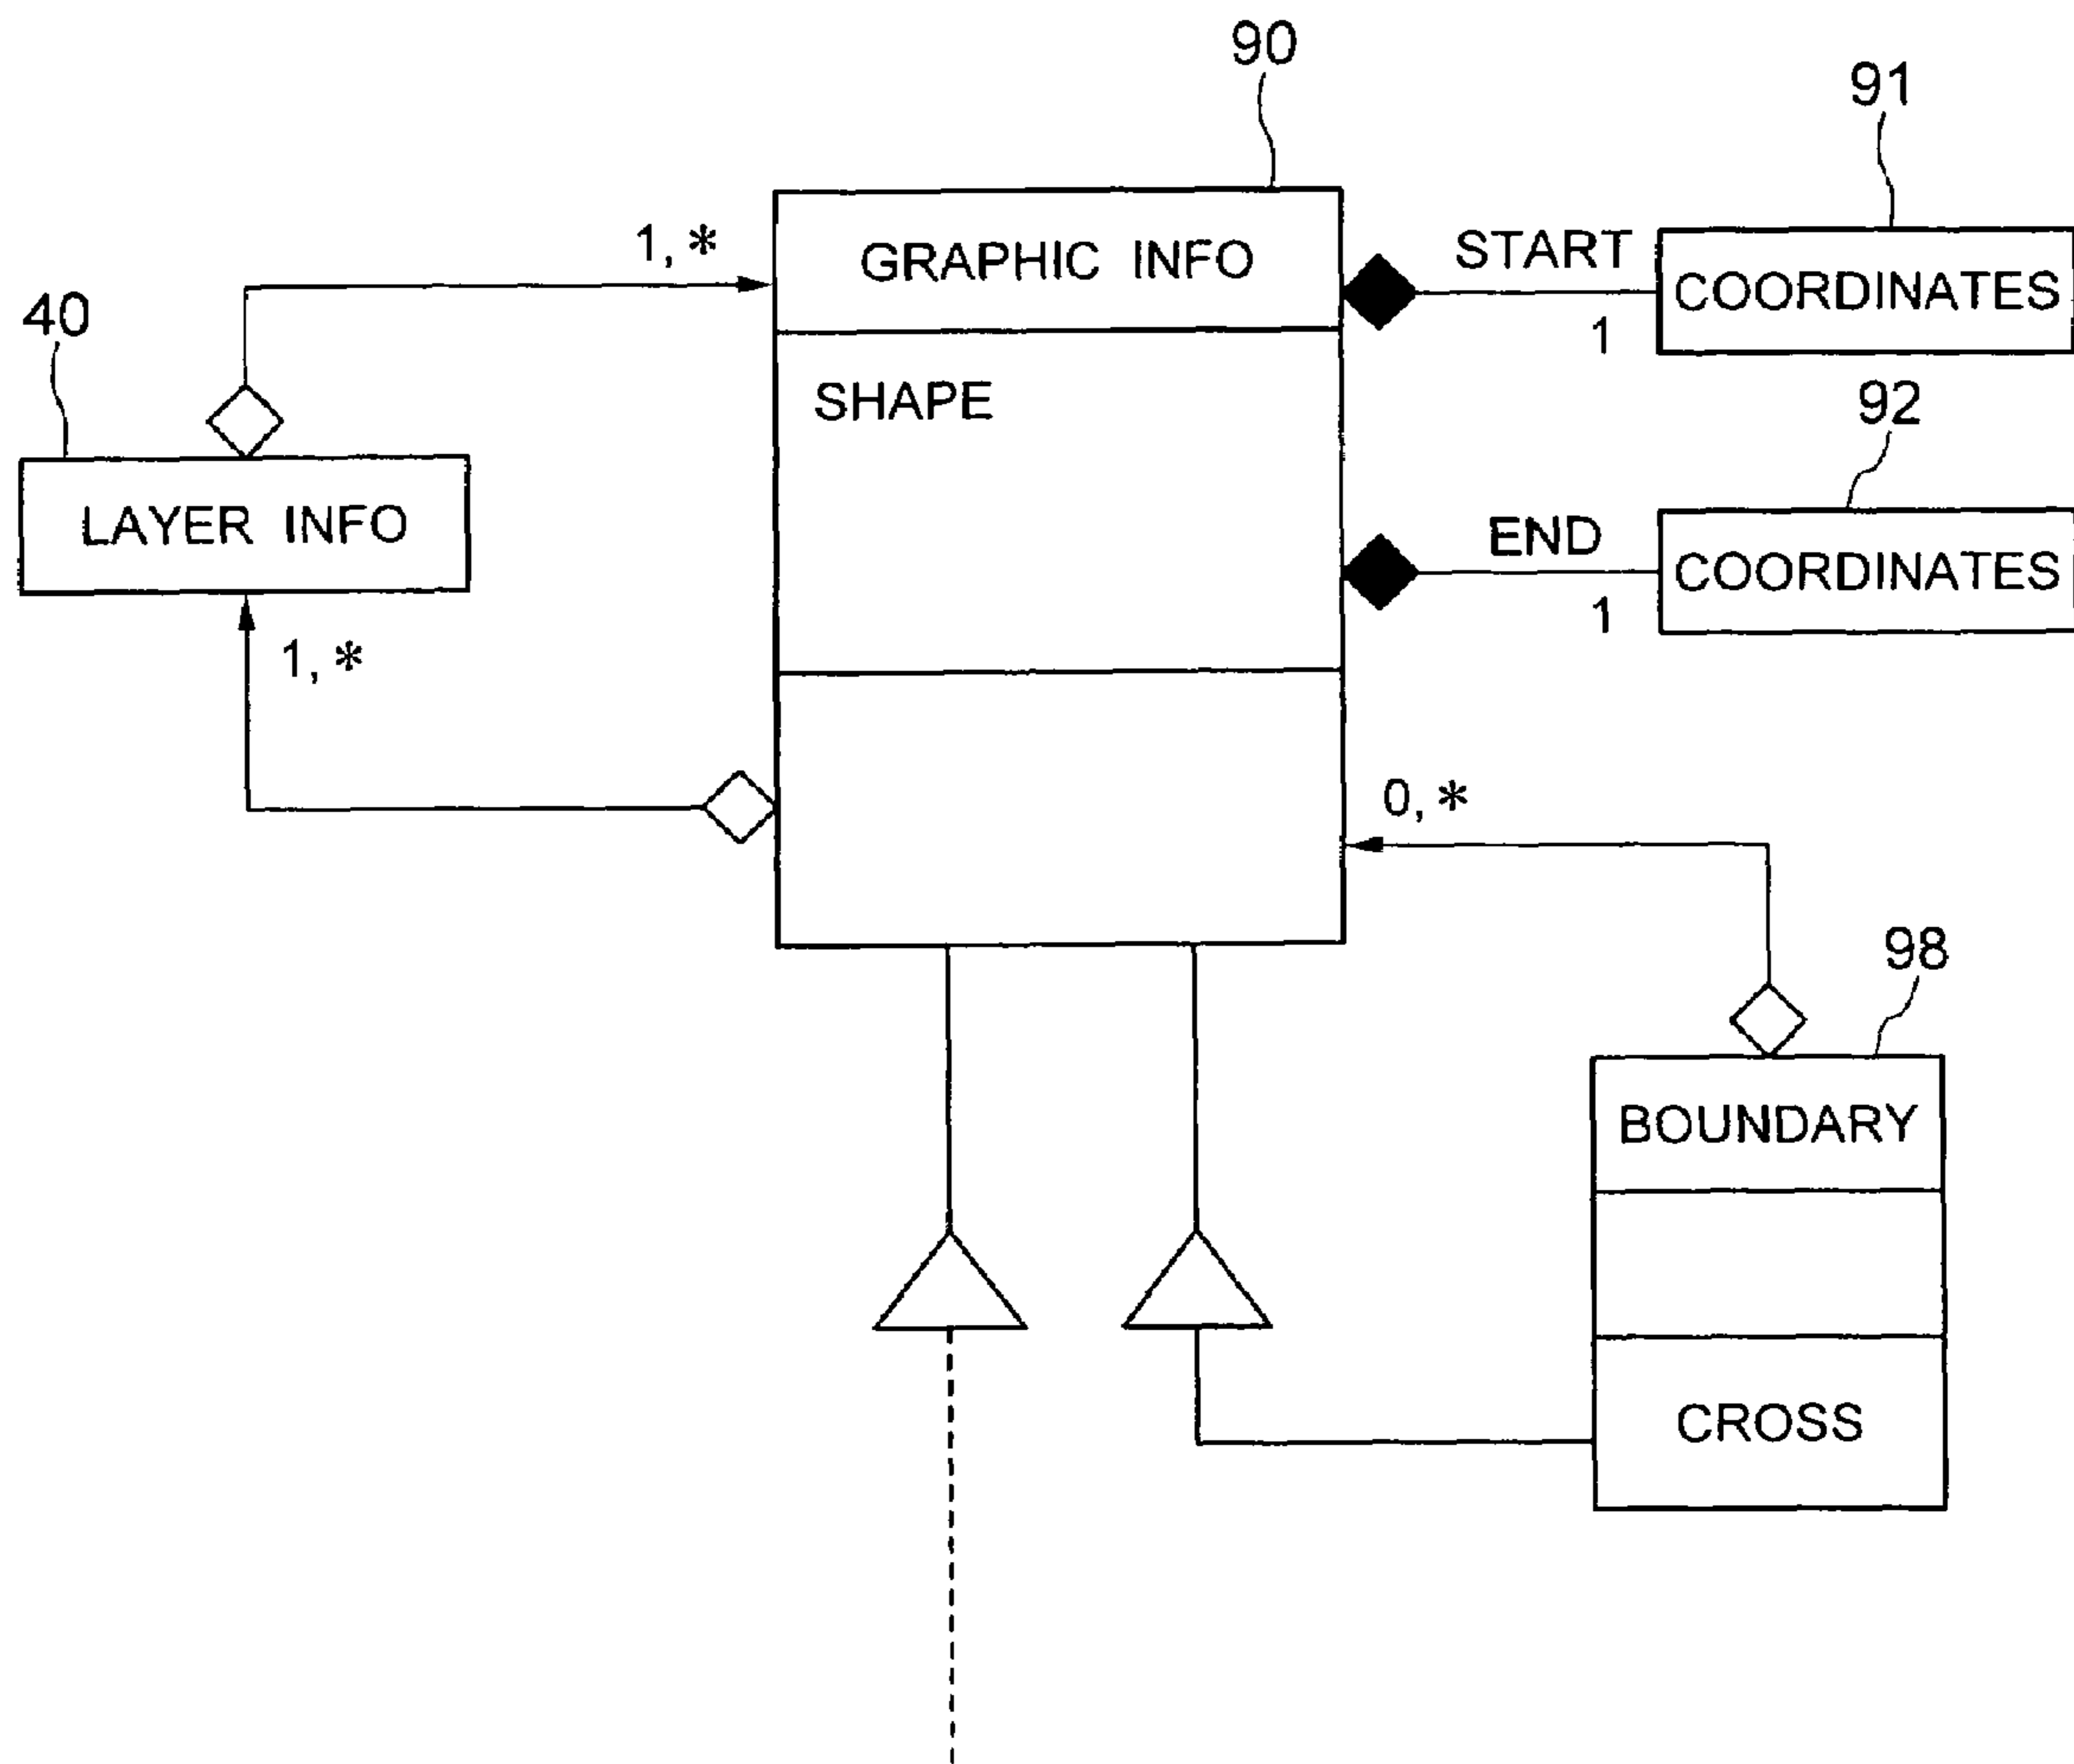 90
91
1, *
GRAPHIC INFO
START
COORDINATES
1
40
SHAPE
92
LAYER INFO
END
COORDINATES
1
1, *
0, *
98
BOUNDARY
CROSS